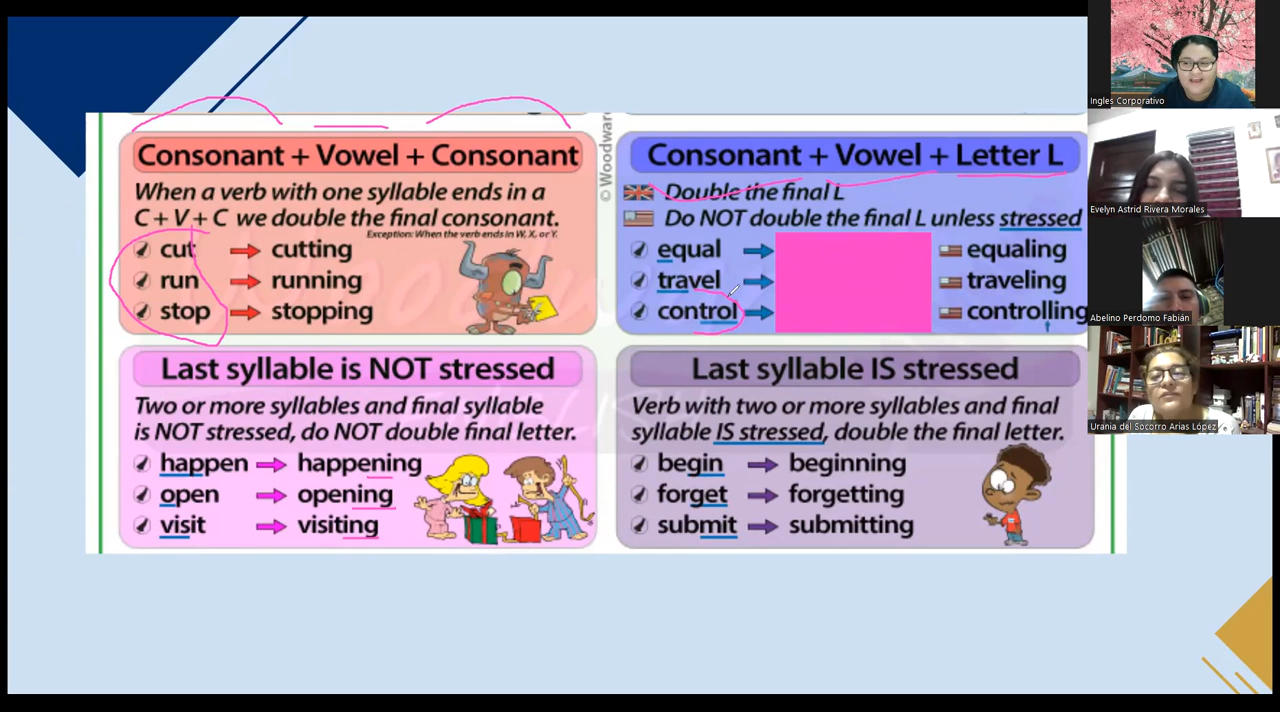 Consonant + Vowel + Consonant
When a verb with one syllable ends in a
C + V + C we double the final consonant.
Exception: When the verb ends in W, X, or Y.
cut cutting
run running
stop stopping
© Woodward
Consonant + Vowel + Letter L
Double the final L
Do NOT double the final L unless stressed
equal equaling
travel traveling
control controlling
Last syllable is NOT stressed
Two or more syllables and final syllable
is NOT stressed, do NOT double final letter.
happen happening
open opening
visit visiting
Last syllable IS stressed
Verb with two or more syllables and final
syllable IS stressed, double the final letter.
begin beginning
forget forgetting
submit submitting
Ingles Corporativo
Evelyn Astrid Rivera Morales
Abelino Perdomo Fabián
Urania del Socorro Arias López